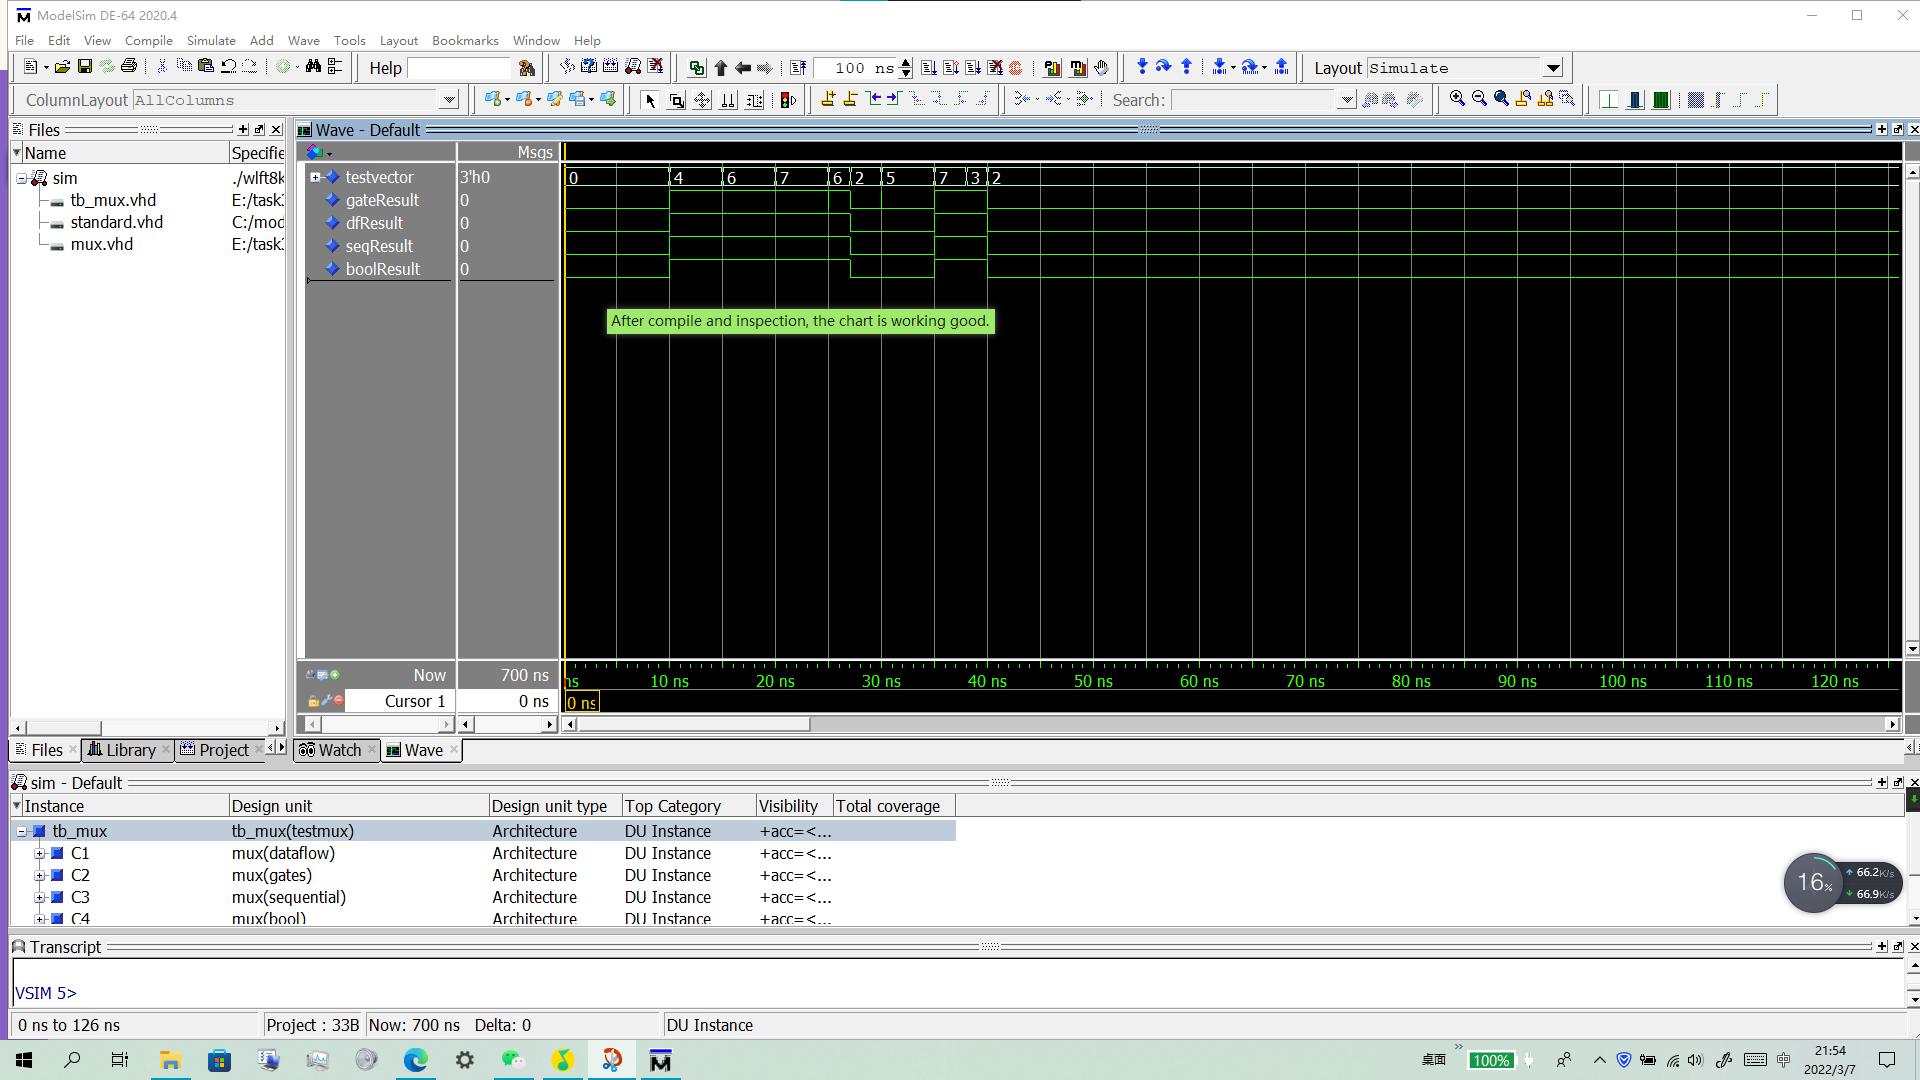 ModelSim DE-64 2020.4
File Edit View Compile Simulate Add Wave Tools Layout Bookmarks Window Help
Help 100 ns Layout Simulate
ColumnLayout AllColumns Search:
Files
Name Specifie
sim ./wlft8k
tb_mux.vhd E:/task3
standard.vhd C:/mod
mux.vhd E:/task3
Wave - Default
Msgs
testvector 3'h0 0 4 6 7 6 2 5 7 3 2
gateResult 0
dfResult 0
seqResult 0
boolResult 0
After compile and inspection, the chart is working good.
Now 700 ns ns 10 ns 20 ns 30 ns 40 ns 50 ns 60 ns 70 ns 80 ns 90 ns 100 ns 110 ns 120 ns
Cursor 1 0 ns 0 ns
Files Library Project Watch Wave
sim - Default
Instance Design unit Design unit type Top Category Visibility Total coverage
tb_mux tb_mux(testmux) Architecture DU Instance +acc=<...
C1 mux(dataflow) Architecture DU Instance +acc=<...
C2 mux(gates) Architecture DU Instance +acc=<...
C3 mux(sequential) Architecture DU Instance +acc=<...
C4 mux(bool) Architecture DU Instance +acc=<...
16% 66.2K/s
66.9K/s
Transcript
VSIM 5>
0 ns to 126 ns Project : 33B Now: 700 ns Delta: 0 DU Instance
桌面 100% 中 21:54
2022/3/7